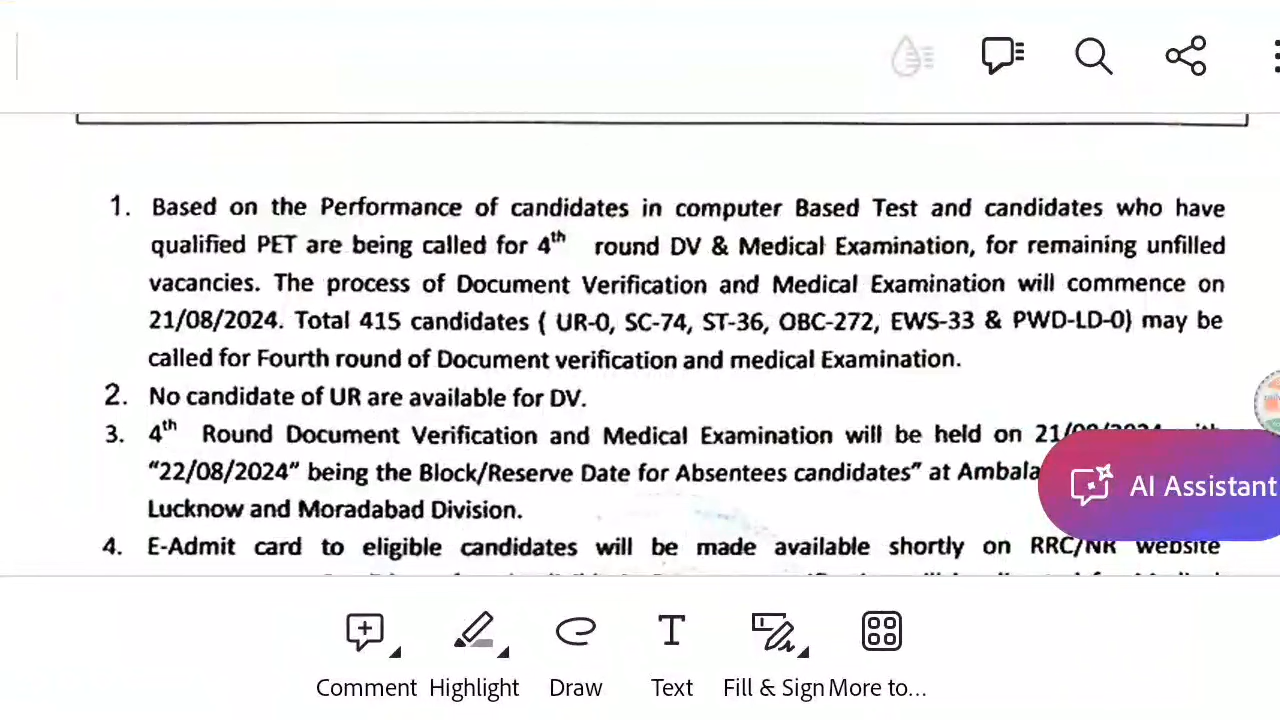 1. Based on the Performance of candidates in computer Based Test and candidates who have
qualified PET are being called for 4th round DV & Medical Examination, for remaining unfilled
vacancies. The process of Document Verification and Medical Examination will commence on
21/08/2024. Total 415 candidates ( UR-0, SC-74, ST-36, OBC-272, EWS-33 & PWD-LD-0) may be
called for Fourth round of Document verification and medical Examination.
2. No candidate of UR are available for DV.
3. 4th Round Document Verification and Medical Examination will be held on
"22/08/2024" being the Block/Reserve Date for Absentees candidates" at Ambala
Lucknow and Moradabad Division.
AI Assistant
4. E-Admit card to eligible candidates will be made available shortly on RRC/NR website
Comment Highlight Draw Text Fill & Sign More to...